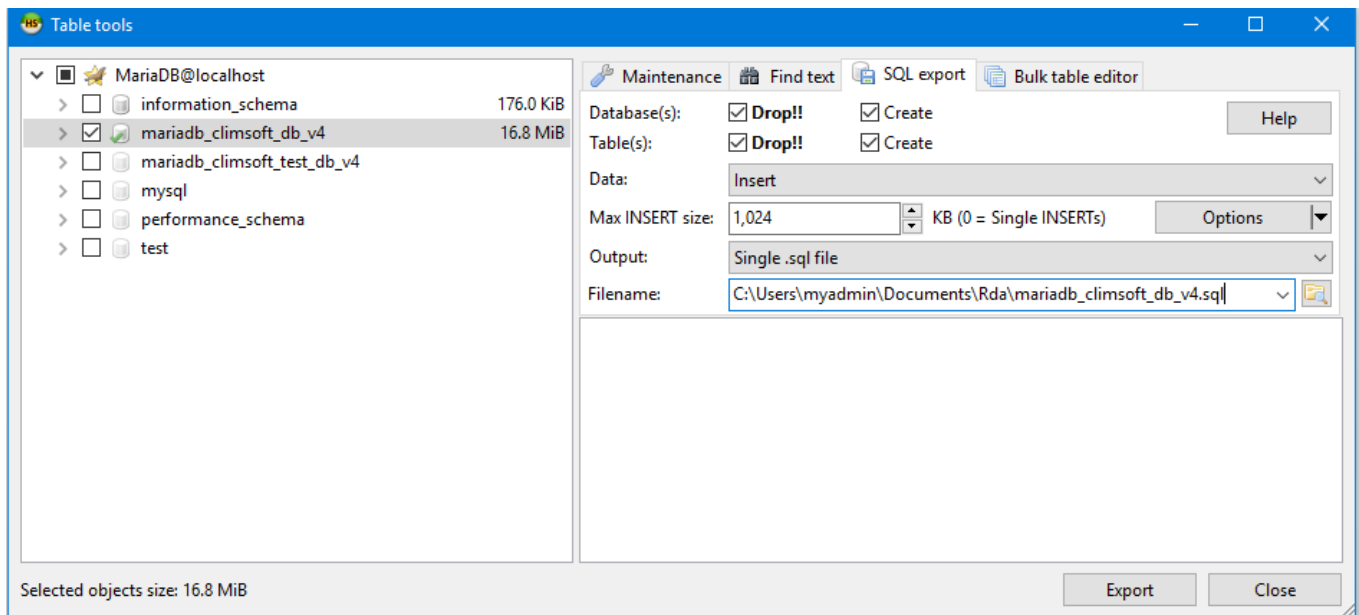 HS Table tools
MariaDB@localhost
information_schema 176.0 KiB
mariadb_climsoft_db_v4 16.8 MiB
mariadb_climsoft_test_db_v4
mysql
performance_schema
test
Maintenance Find text SQL export Bulk table editor
Database(s): Drop!! Create Help
Table(s): Drop!! Create
Data: Insert
Max INSERT size: 1,024 KB (0 = Single INSERTs) Options
Output: Single .sql file
Filename: C:\Users\myadmin\Documents\Rda\mariadb_climsoft_db_v4.sql
Selected objects size: 16.8 MiB Export Close